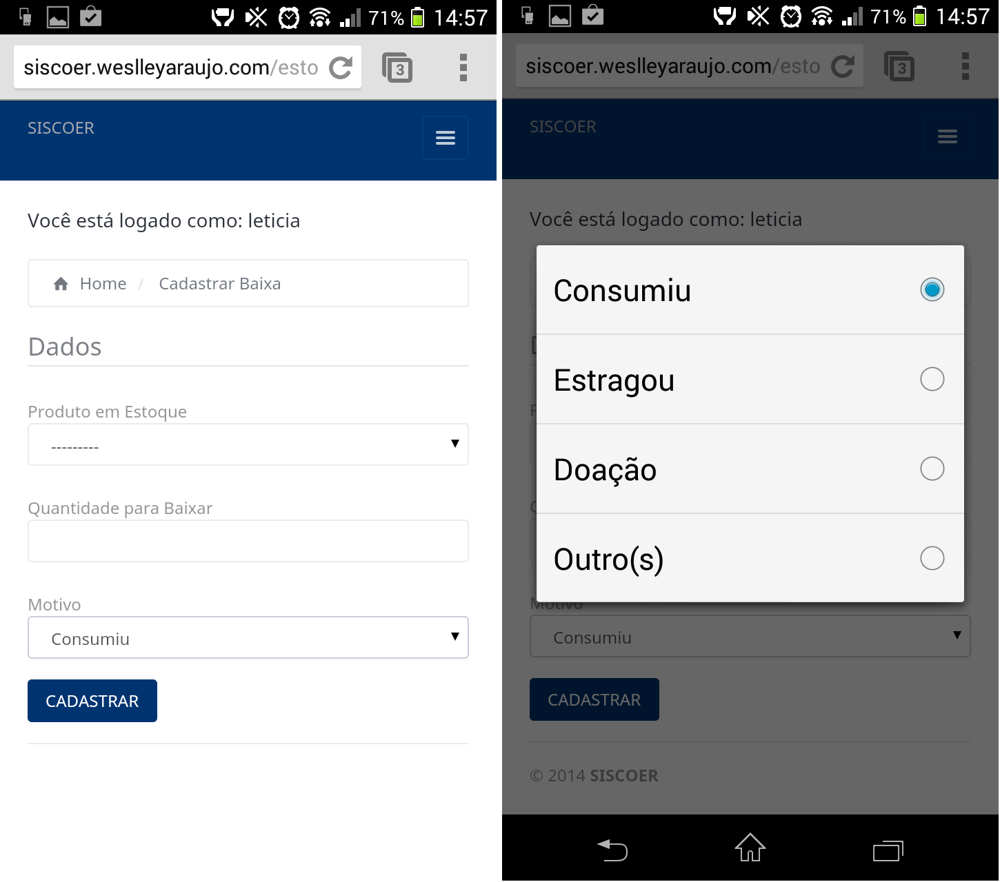 71% 14:57
siscoer.weslleyaraujo.com/esto 3
SISCOER
Você está logado como: leticia
Home / Cadastrar Baixa
Dados
Produto em Estoque
---------
Quantidade para Baixar
Motivo
Consumiu
CADASTRAR
71% 14:57
siscoer.weslleyaraujo.com/esto 3
SISCOER
Você está logado como: leticia
Consumiu
Estragou
Doação
Outro(s)
Motivo
Consumiu
CADASTRAR
© 2014 SISCOER